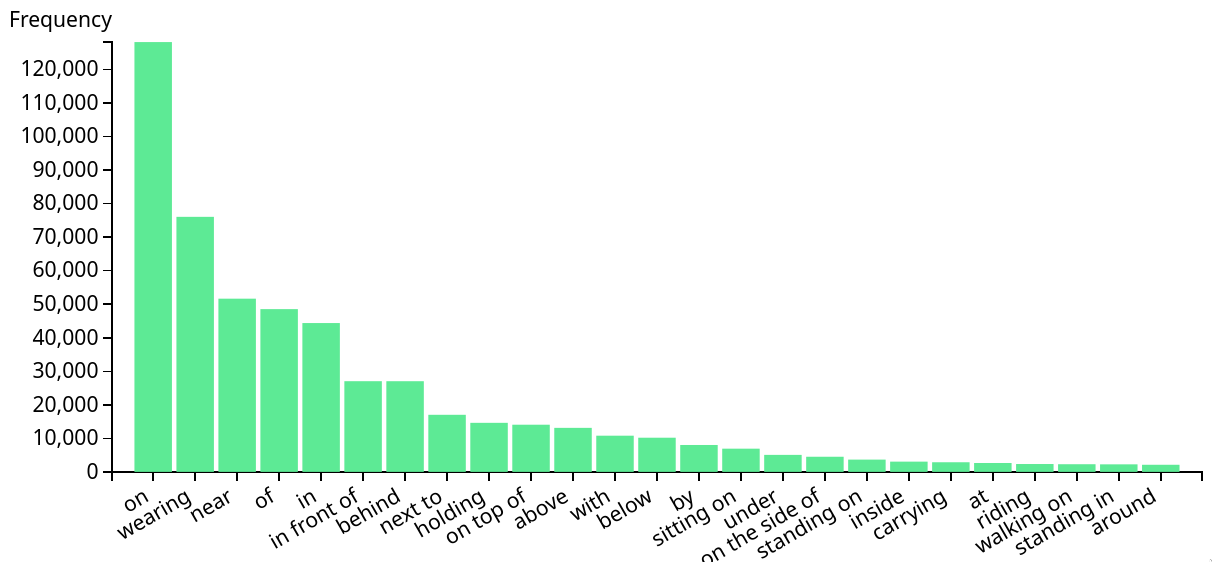 Frequency
120,000
110,000
100,000
90,000
80,000
70,000
60,000
50,000
40,000
30,000
20,000
10,000
0
on
wearing
near
of
in
in front of
behind
next to
holding
on top of
above
with
below
by
sitting on
under
on the side of
standing on
inside
carrying
at
riding
walking on
standing in
around